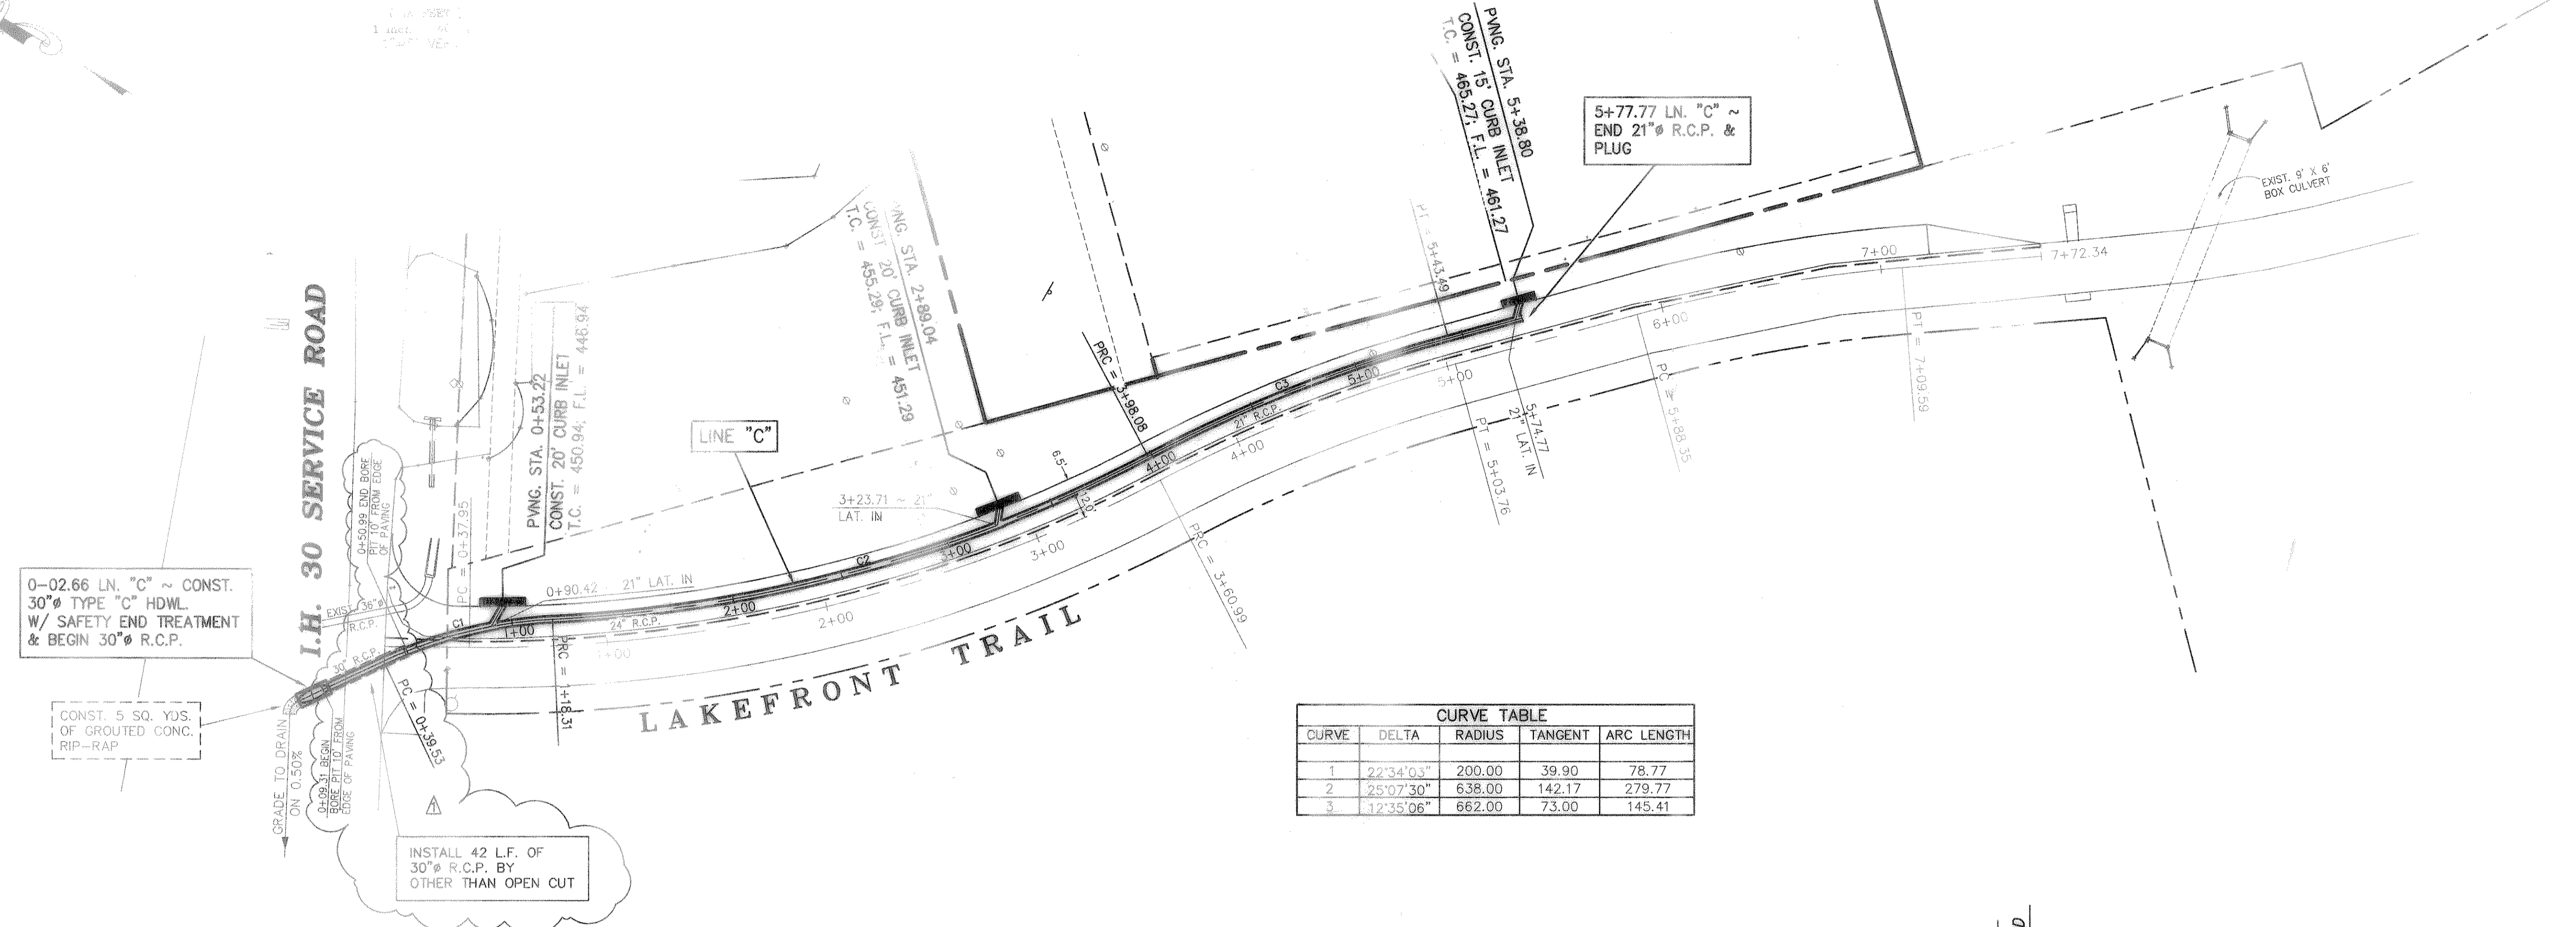 1 inch
I.H. 30 SERVICE ROAD
0-02.66 LN. "C" ~ CONST.
30"ø TYPE "C" HDWL.
W/ SAFETY END TREATMENT
& BEGIN 30"ø R.C.P.
CONST. 5 SQ. YDS.
OF GROUTED CONC.
RIP-RAP
GRADE TO DRAIN
ON 0.50%
0+09.31 BEGIN
BORE PIT 10' FROM
EDGE OF PAVING
0+50.99 END BORE
PIT 10' FROM EDGE
OF PAVING
EXIST. 36"ø
R.C.P.
30" R.C.P.
PC = 0+39.53
PC = 0+37.95
C1
1
INSTALL 42 L.F. OF
30"ø R.C.P. BY
OTHER THAN OPEN CUT
PVNG. STA. 0+53.22
CONST. 20' CURB INLET
T.C. = 450.94; F.L. = 446.94
0+90.42 21" LAT. IN
1+00
1+00
PRC = 1+18.31
24" R.C.P.
2+00
2+00
LINE "C"
C2
PVNG. STA. 2+89.04
CONST 20' CURB INLET
T.C. = 455.29; F.L. = 451.29
3+23.71 ~ 21"
LAT. IN
3+00
3+00
6.5'
12.0'
PRC = 3+98.08
4+00
4+00
21" R.C.P.
C3
PRC = 3+60.99
LAKEFRONT TRAIL
5+00
5+00
PT = 5+43.49
PT = 5+03.76
5+74.77
21" LAT. IN
PVNG. STA. 5+38.80
CONST. 15' CURB INLET
T.C. = 465.27; F.L. = 461.27
5+77.77 LN. "C" ~
END 21"ø R.C.P. &
PLUG
6+00
PC = 5+88.35
7+00
PT = 7+09.59
7+72.34
EXIST. 9' X 6'
BOX CULVERT
CURVE TABLE
CURVE DELTA RADIUS TANGENT ARC LENGTH
1 22°34'03" 200.00 39.90 78.77
2 25°07'30" 638.00 142.17 279.77
3 12°35'06" 662.00 73.00 145.41